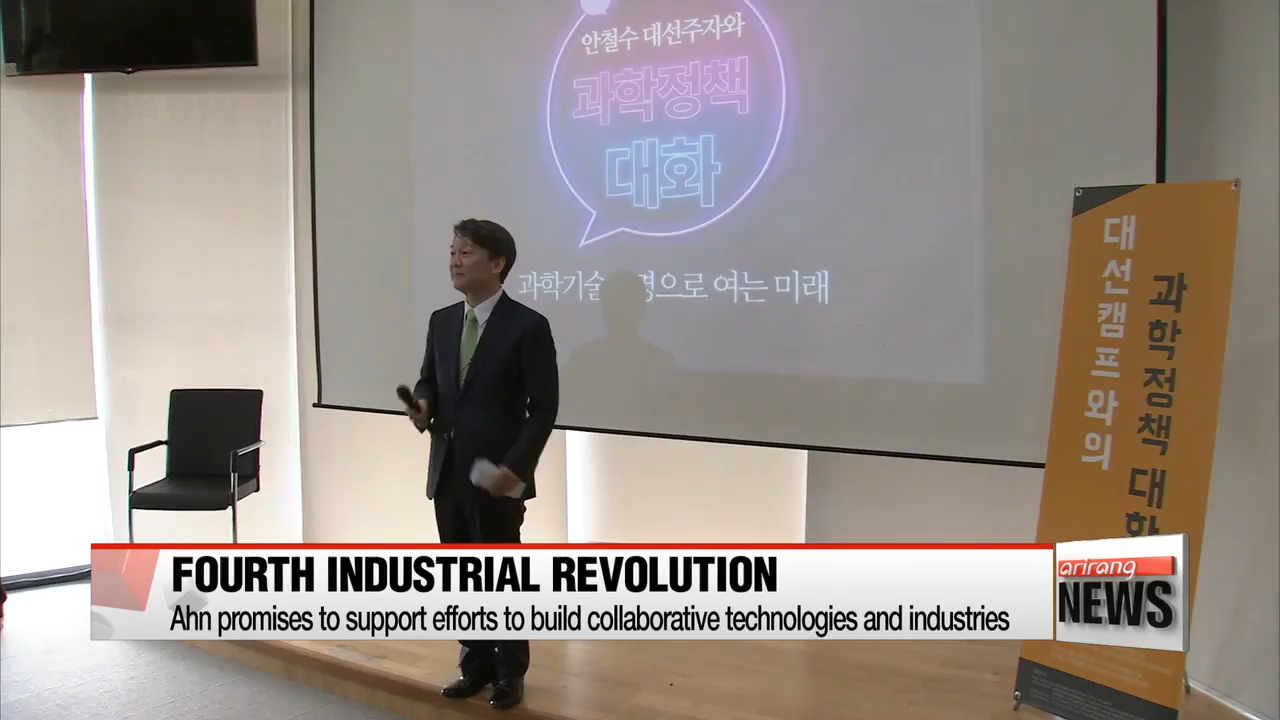 안철수 대선주자와
과학정책
대화
과학기술 으로 여는 미래
대선캠프와의
과학정책 대화
FOURTH INDUSTRIAL REVOLUTION
Ahn promises to support efforts to build collaborative technologies and industries
arirang
NEWS